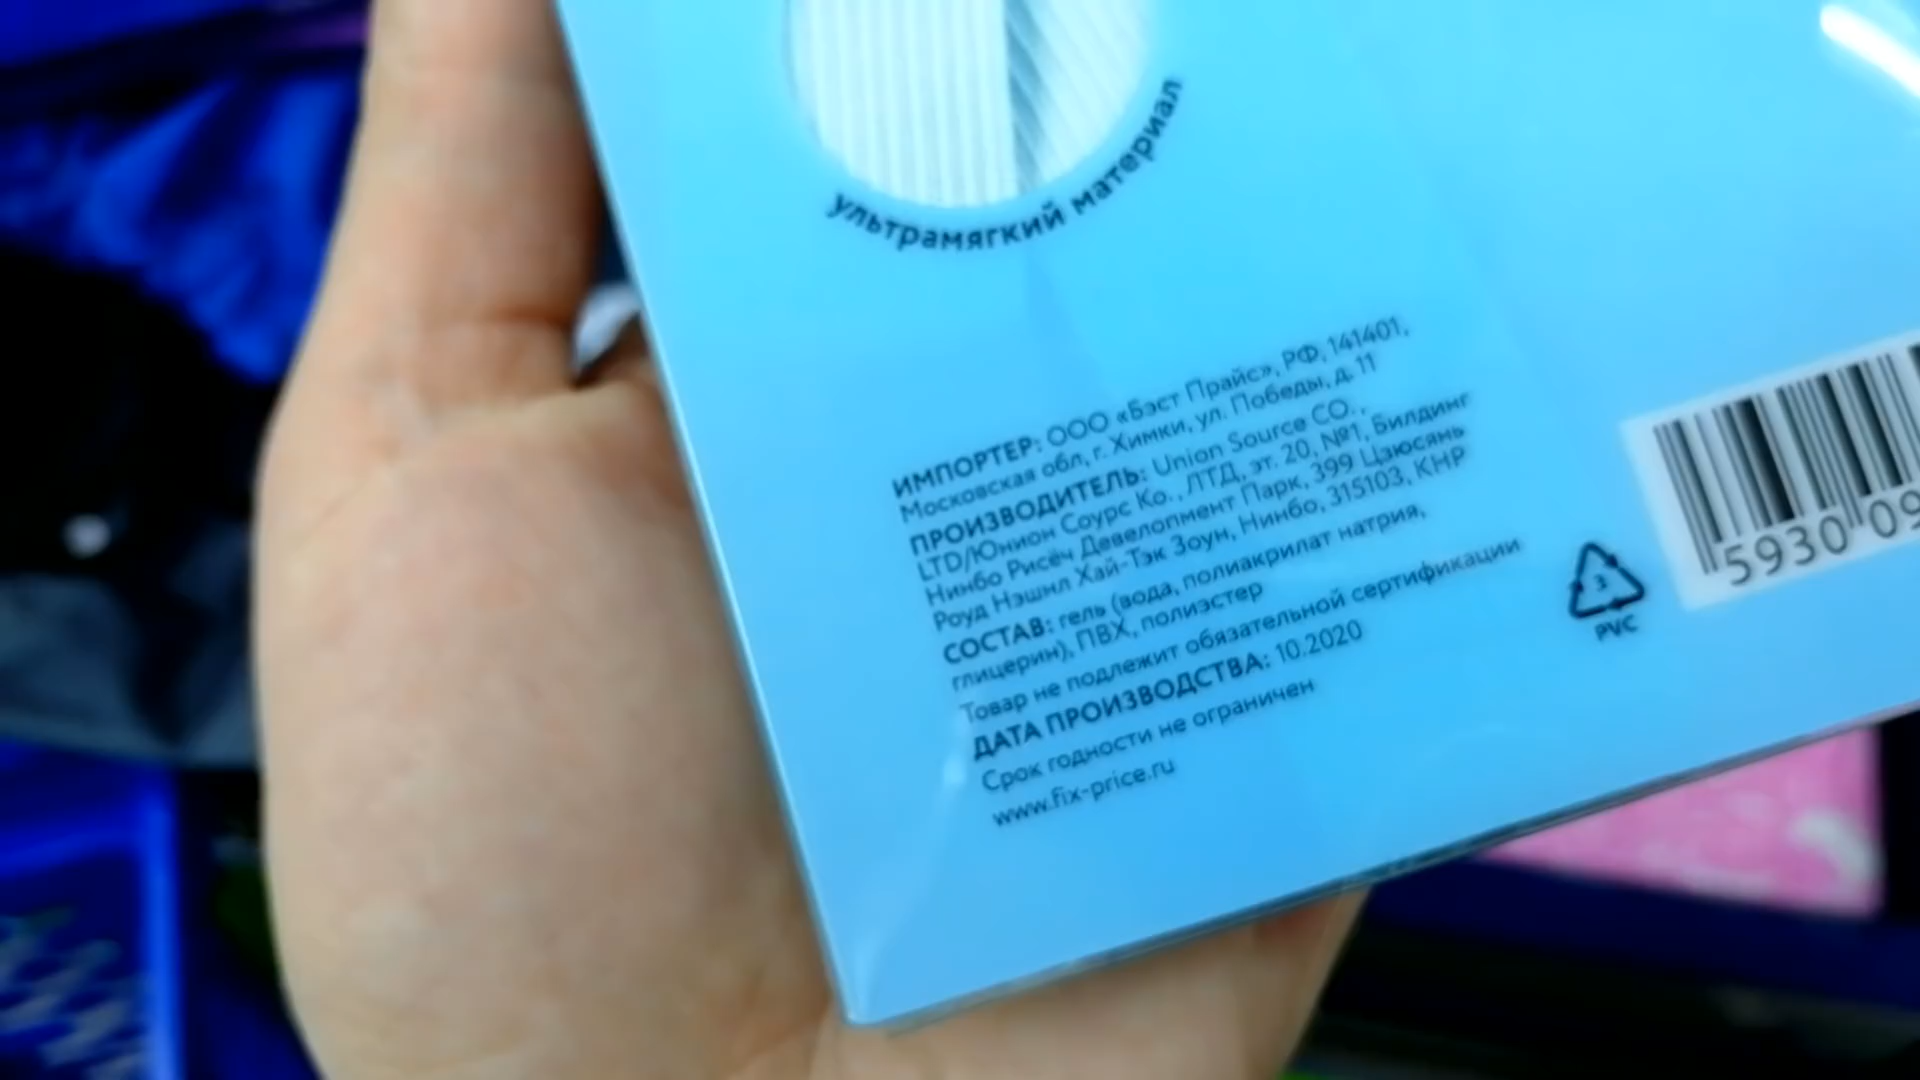 ультрамягкий материал
ИМПОРТЕР: ООО «Бэст Прайс», РФ, 141401,
Московская обл, г. Химки, ул. Победы, д. 11
ПРОИЗВОДИТЕЛЬ: Union Source CO.,
LTD/Юнион Соурс Ко., ЛТД, эт. 20, №1, Билдинг
Нинбо Рисёч Девелопмент Парк, 399 Цзюсянь
Роуд Нэшнл Хай-Тэк Зоун, Нинбо, 315103, КНР
СОСТАВ: гель (вода, полиакрилат натрия,
глицерин), ПВХ, полиэстер
Товар не подлежит обязательной сертификации
ДАТА ПРОИЗВОДСТВА: 10.2020
Срок годности не ограничен
www.fix-price.ru
3
PVC
5930 09